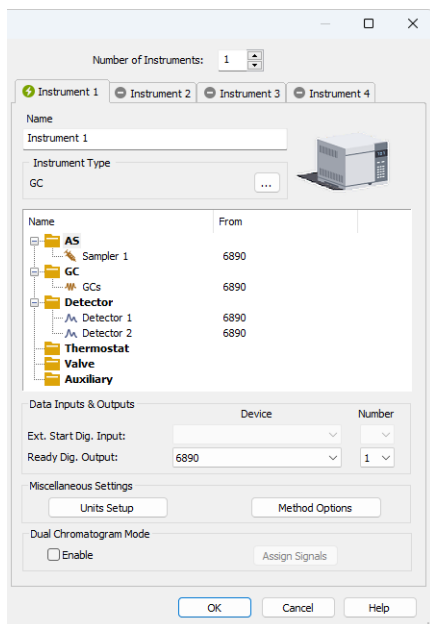 Number of Instruments: 1
Instrument 1 Instrument 2 Instrument 3 Instrument 4
Name
Instrument 1
Instrument Type
GC ...
Name From
AS
Sampler 1 6890
GC
GCs 6890
Detector
Detector 1 6890
Detector 2 6890
Thermostat
Valve
Auxiliary
Data Inputs & Outputs
Device Number
Ext. Start Dig. Input:
Ready Dig. Output: 6890 1
Miscellaneous Settings
Units Setup Method Options
Dual Chromatogram Mode
Enable Assign Signals
OK Cancel Help